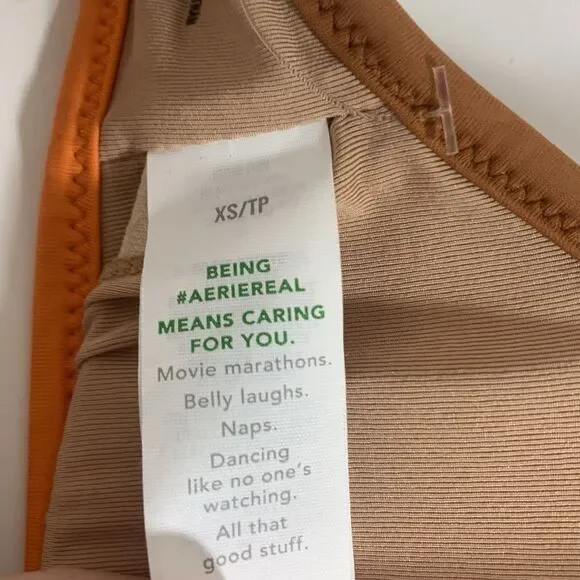 XS/TP
BEING
#AERIEREAL
MEANS CARING
FOR YOU.
Movie marathons.
Belly laughs.
Naps.
Dancing
like no one's
watching.
All that
good stuff.